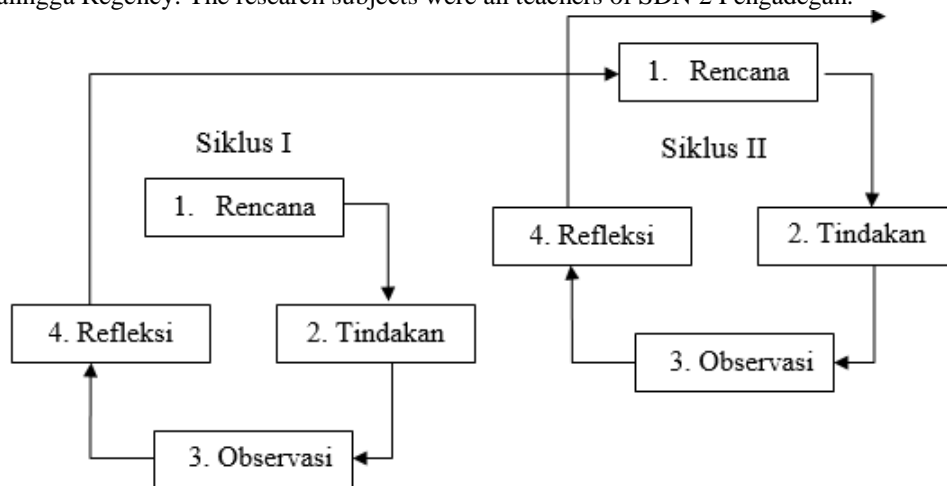 Regency. The research subjects were all teachers of SDN 2 Pengadegan.
1. Rencana
Siklus I
Siklus II
1. Rencana
4. Refleksi
2. Tindakan
4. Refleksi
2. Tindakan
3. Observasi
3. Observasi